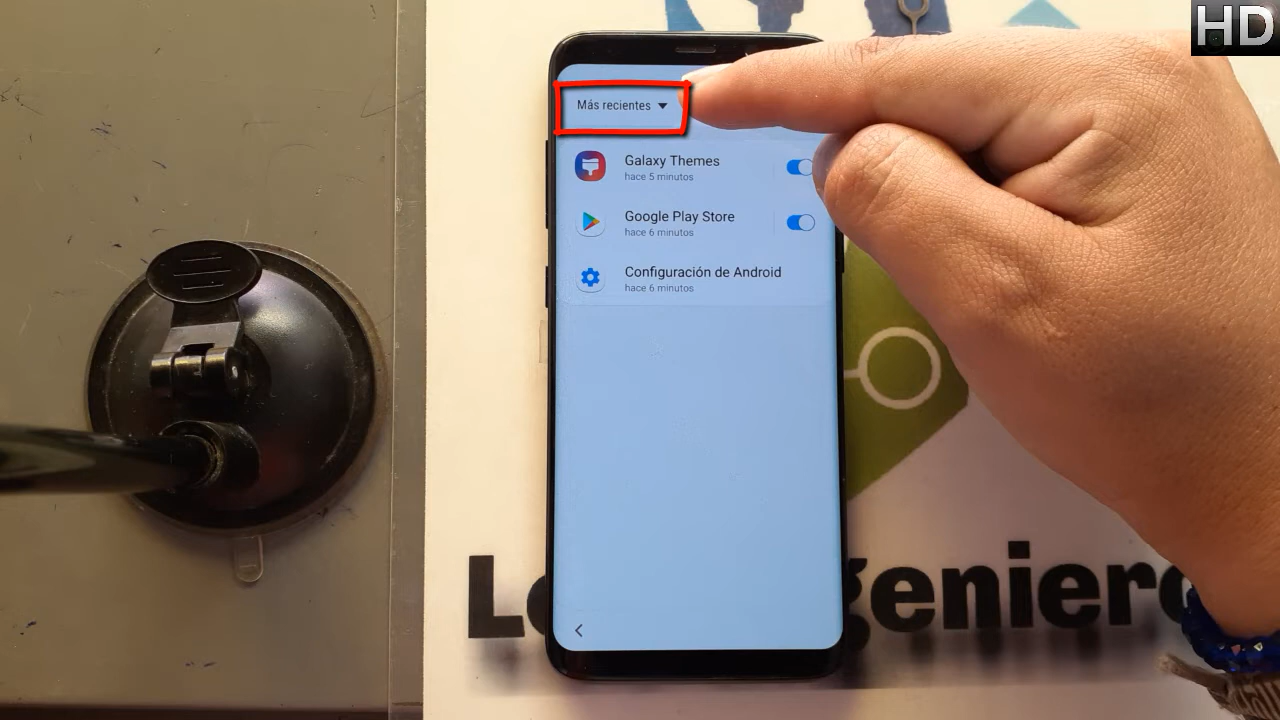 HD
Más recientes
Galaxy Themes
hace 5 minutos
Google Play Store
hace 6 minutos
Configuración de Android
hace 6 minutos